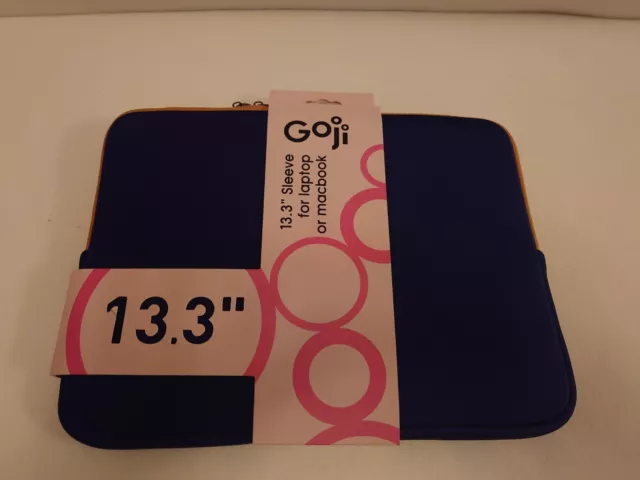 Goji
13.3" Sleeve
for laptop
or macbook
13.3"